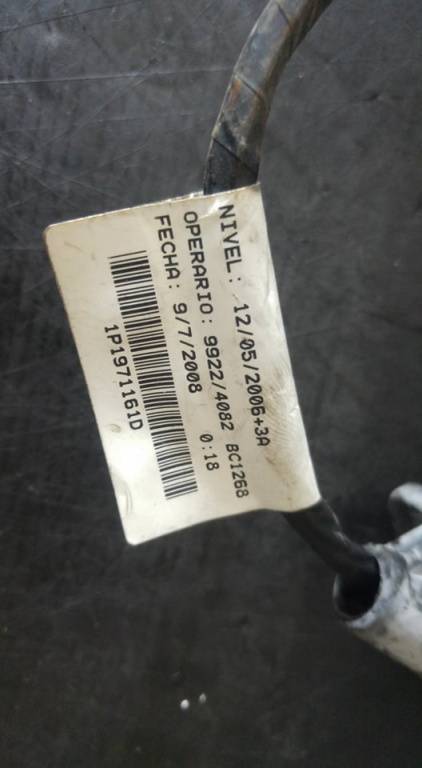 NIVEL: 12/05/2006+3A
OPERARIO: 9922/4082 BC1268
FECHA: 9/7/2008 0:18
1P1971161D